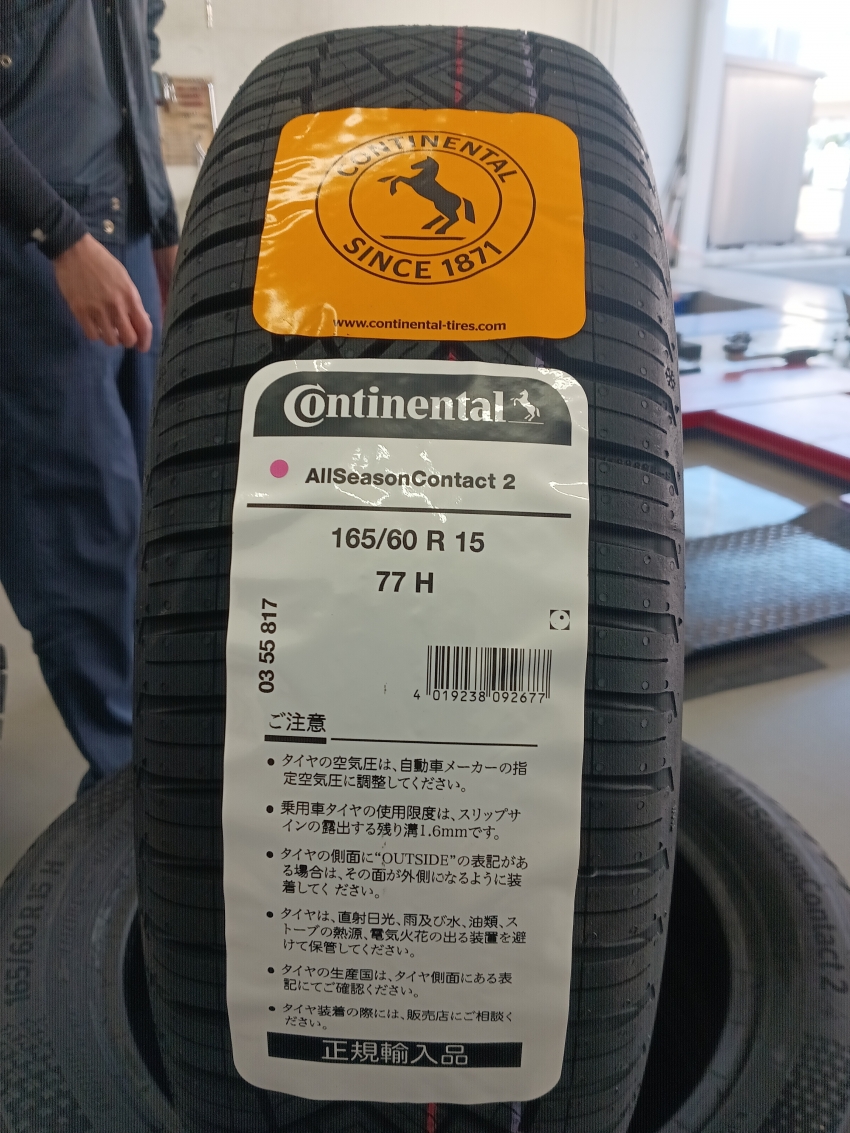 CONTINENTAL
SINCE 1871
www.continental-tires.com
Continental
AllSeasonContact 2
165/60 R 15
77 H
03 55 817
4 019238 092677
ご注意
● タイヤの空気圧は、自動車メーカーの指
定空気圧に調整してください。
● 乗用車タイヤの使用限度は、スリップサ
インの露出する残り溝1.6mmです。
● タイヤの側面に“OUTSIDE”の表記があ
る場合は、その面が外側になるように装
着してください。
● タイヤは、直射日光、雨及び水、油類、ス
トーブの熱源、電気火花の出る装置を避
けて保管してください。
● タイヤの生産国は、タイヤ側面にある表
記にてご確認ください。
● タイヤ装着の際には、販売店にご相談く
ださい。
正規輸入品
165/60 R 15 H
Contact 2